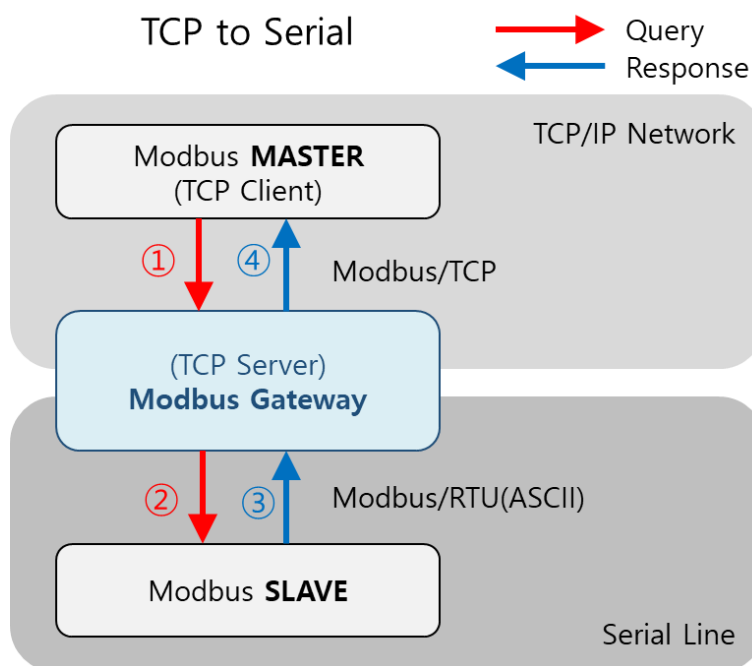 TCP to Serial
Query
Response
TCP/IP Network
Modbus MASTER
(TCP Client)
① ④
Modbus/TCP
(TCP Server)
Modbus Gateway
② ③
Modbus/RTU(ASCII)
Modbus SLAVE
Serial Line